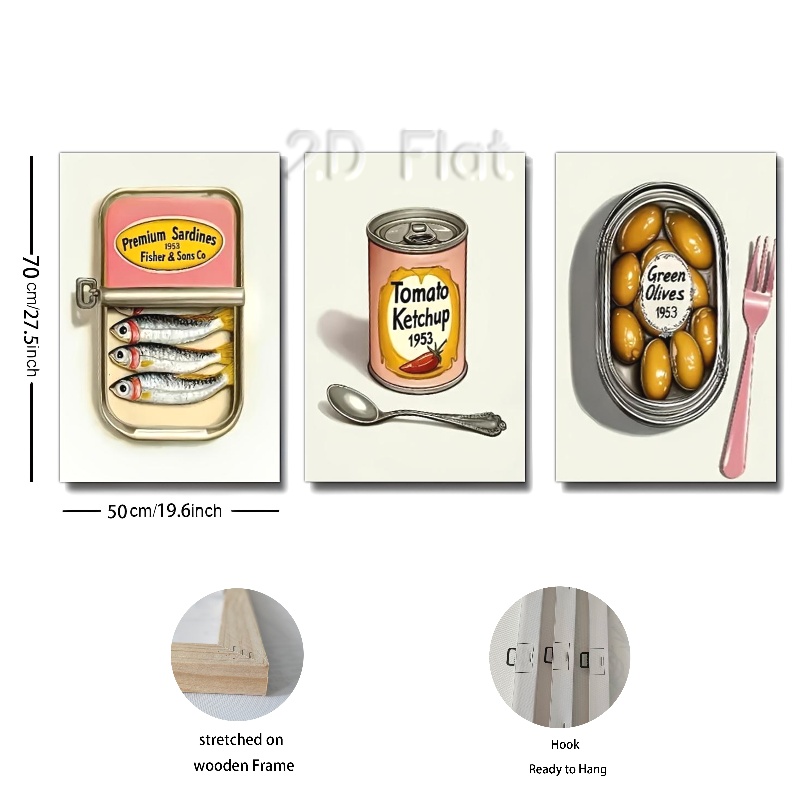 2D Flat
Premium Sardines
1953
Fisher & Sons Co
Tomato
Ketchup
1953
Green
Olives
1953
70 cm/27.5inch
50cm/19.6inch
stretched on
wooden Frame
Hook
Ready to Hang